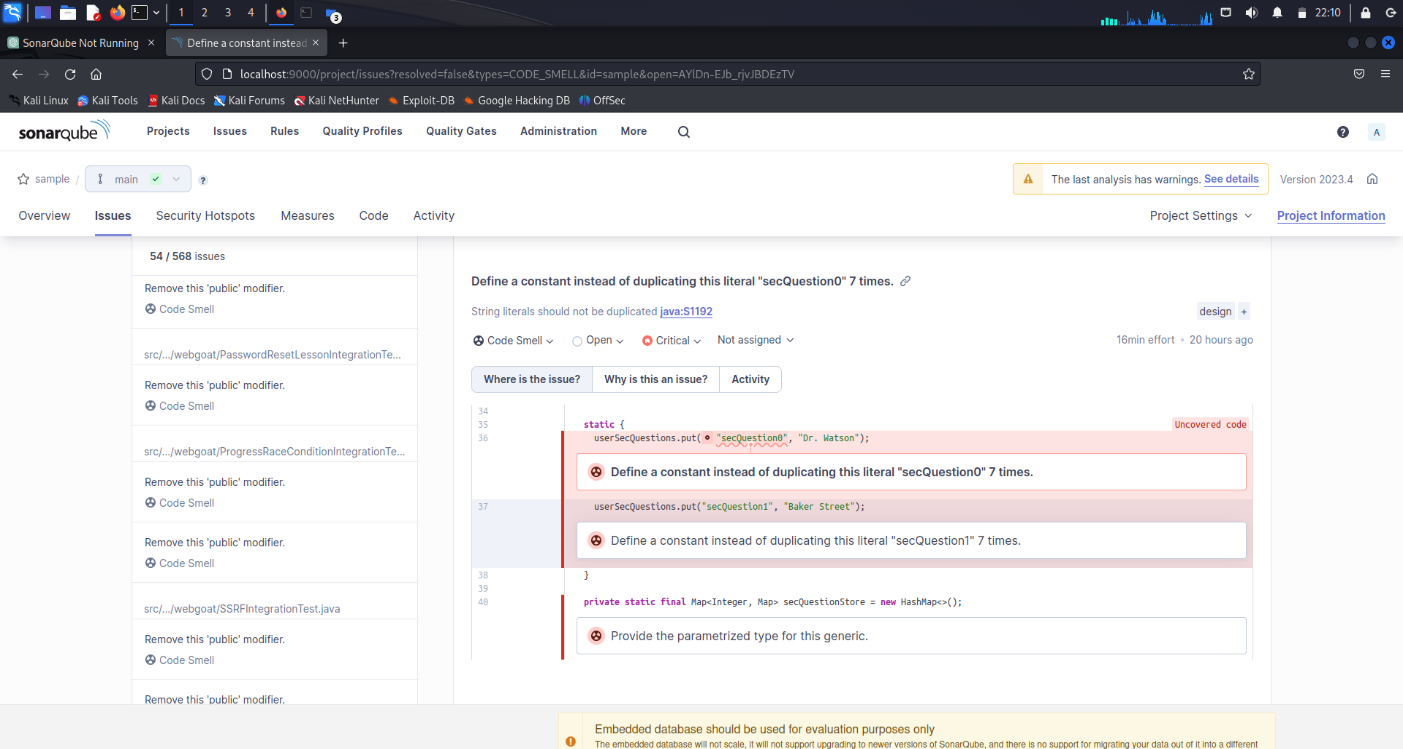 1 2 3 4 3 22:10
SonarQube Not Running × Define a constant instead × +
localhost:9000/project/issues?resolved=false&types=CODE_SMELL&id=sample&open=AYlDn-EJb_rjvJBDEzTV
Kali Linux Kali Tools Kali Docs Kali Forums Kali NetHunter Exploit-DB Google Hacking DB OffSec
sonarqube Projects Issues Rules Quality Profiles Quality Gates Administration More ? A
sample / main ? The last analysis has warnings. See details Version 2023.4
Overview Issues Security Hotspots Measures Code Activity Project Settings Project Information
54 / 568 issues
Remove this 'public' modifier.
Code Smell
src/.../webgoat/PasswordResetLessonIntegrationTe...
Remove this 'public' modifier.
Code Smell
src/.../webgoat/ProgressRaceConditionIntegrationTe...
Remove this 'public' modifier.
Code Smell
Remove this 'public' modifier.
Code Smell
src/.../webgoat/SSRFIntegrationTest.java
Remove this 'public' modifier.
Code Smell
Remove this 'public' modifier.
Define a constant instead of duplicating this literal "secQuestion0" 7 times.
String literals should not be duplicated java:S1192 design +
Code Smell Open Critical Not assigned 16min effort • 20 hours ago
Where is the issue? Why is this an issue? Activity
34
35 static { Uncovered code
36 userSecQuestions.put("secQuestion0", "Dr. Watson");
Define a constant instead of duplicating this literal "secQuestion0" 7 times.
37 userSecQuestions.put("secQuestion1", "Baker Street");
Define a constant instead of duplicating this literal "secQuestion1" 7 times.
38 }
39
40 private static final Map<Integer, Map> secQuestionStore = new HashMap<>();
Provide the parametrized type for this generic.
Embedded database should be used for evaluation purposes only
The embedded database will not scale, it will not support upgrading to newer versions of SonarQube, and there is no support for migrating your data out of it into a different